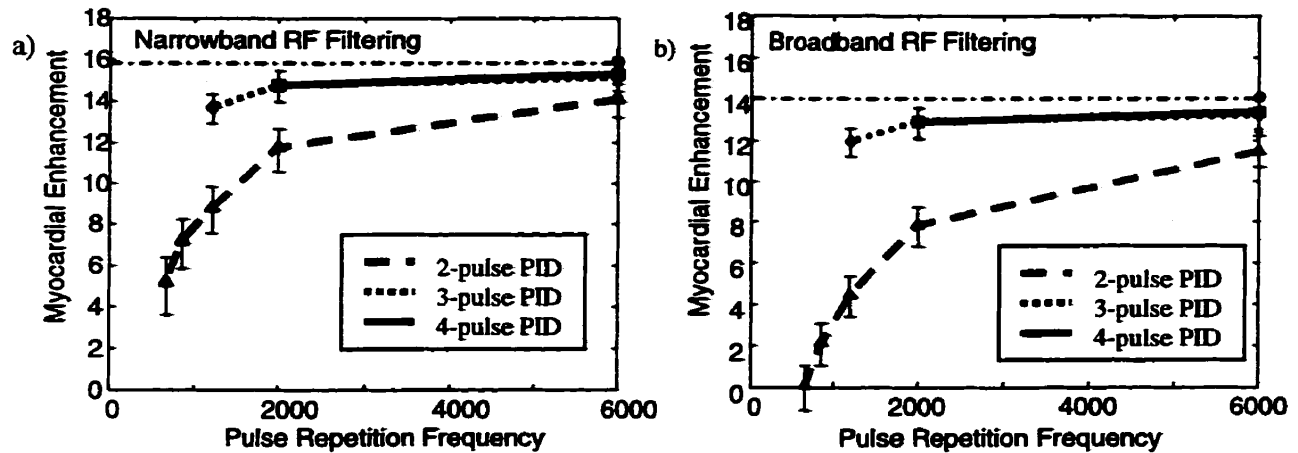 a)
Narrowband RF Filtering
Myocardial Enhancement
18
16
14
12
10
8
6
4
2
0
0
2000
4000
6000
Pulse Repetition Frequency
2-pulse PID
3-pulse PID
4-pulse PID
b)
Broadband RF Filtering
Myocardial Enhancement
18
16
14
12
10
8
6
4
2
0
0
2000
4000
6000
Pulse Repetition Frequency
2-pulse PID
3-pulse PID
4-pulse PID